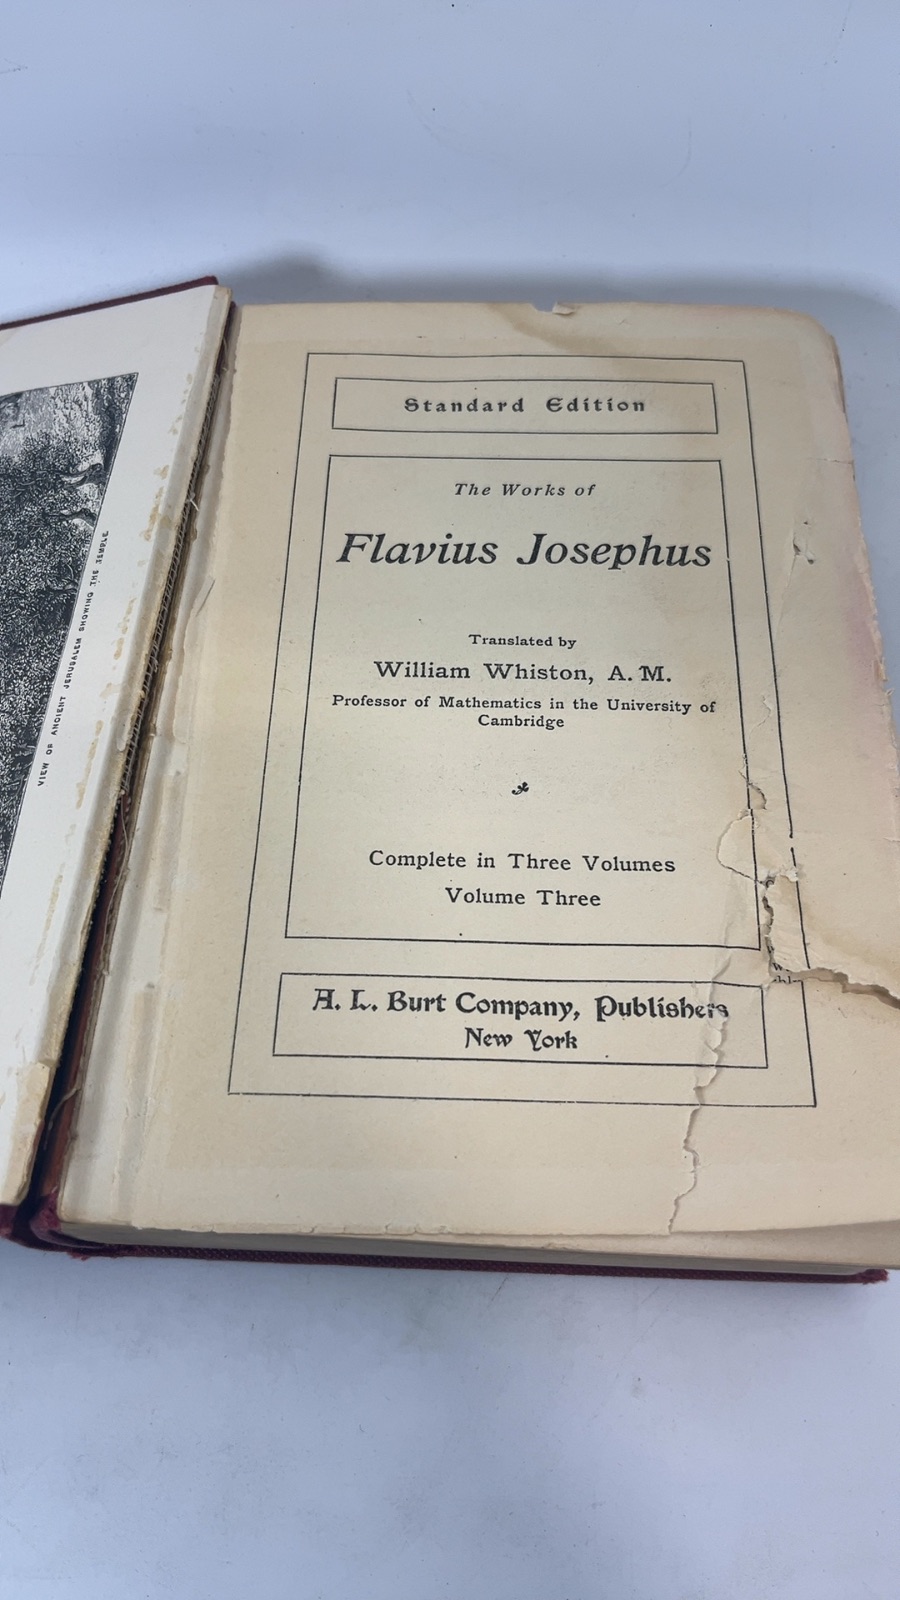 VIEW OR ANCIENT JERUSALEM SHOWING THE TEMPLE
Standard Edition
The Works of
Flavius Josephus
Translated by
William Whiston, A. M.
Professor of Mathematics in the University of
Cambridge
Complete in Three Volumes
Volume Three
A. L. Burt Company, Publishers
New York